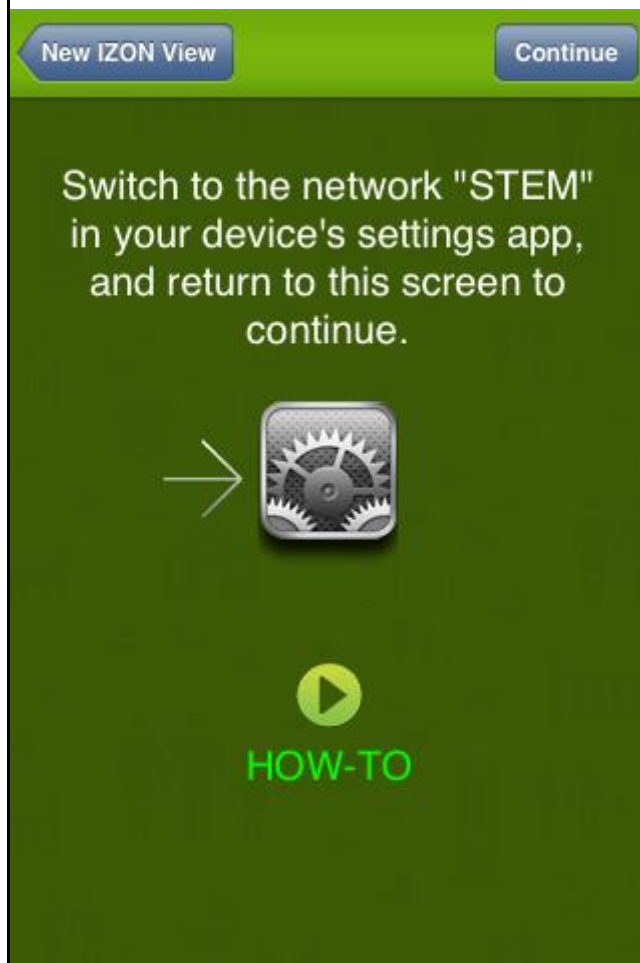 New IZON View
Continue
Switch to the network "STEM"
in your device's settings app,
and return to this screen to
continue.
HOW-TO